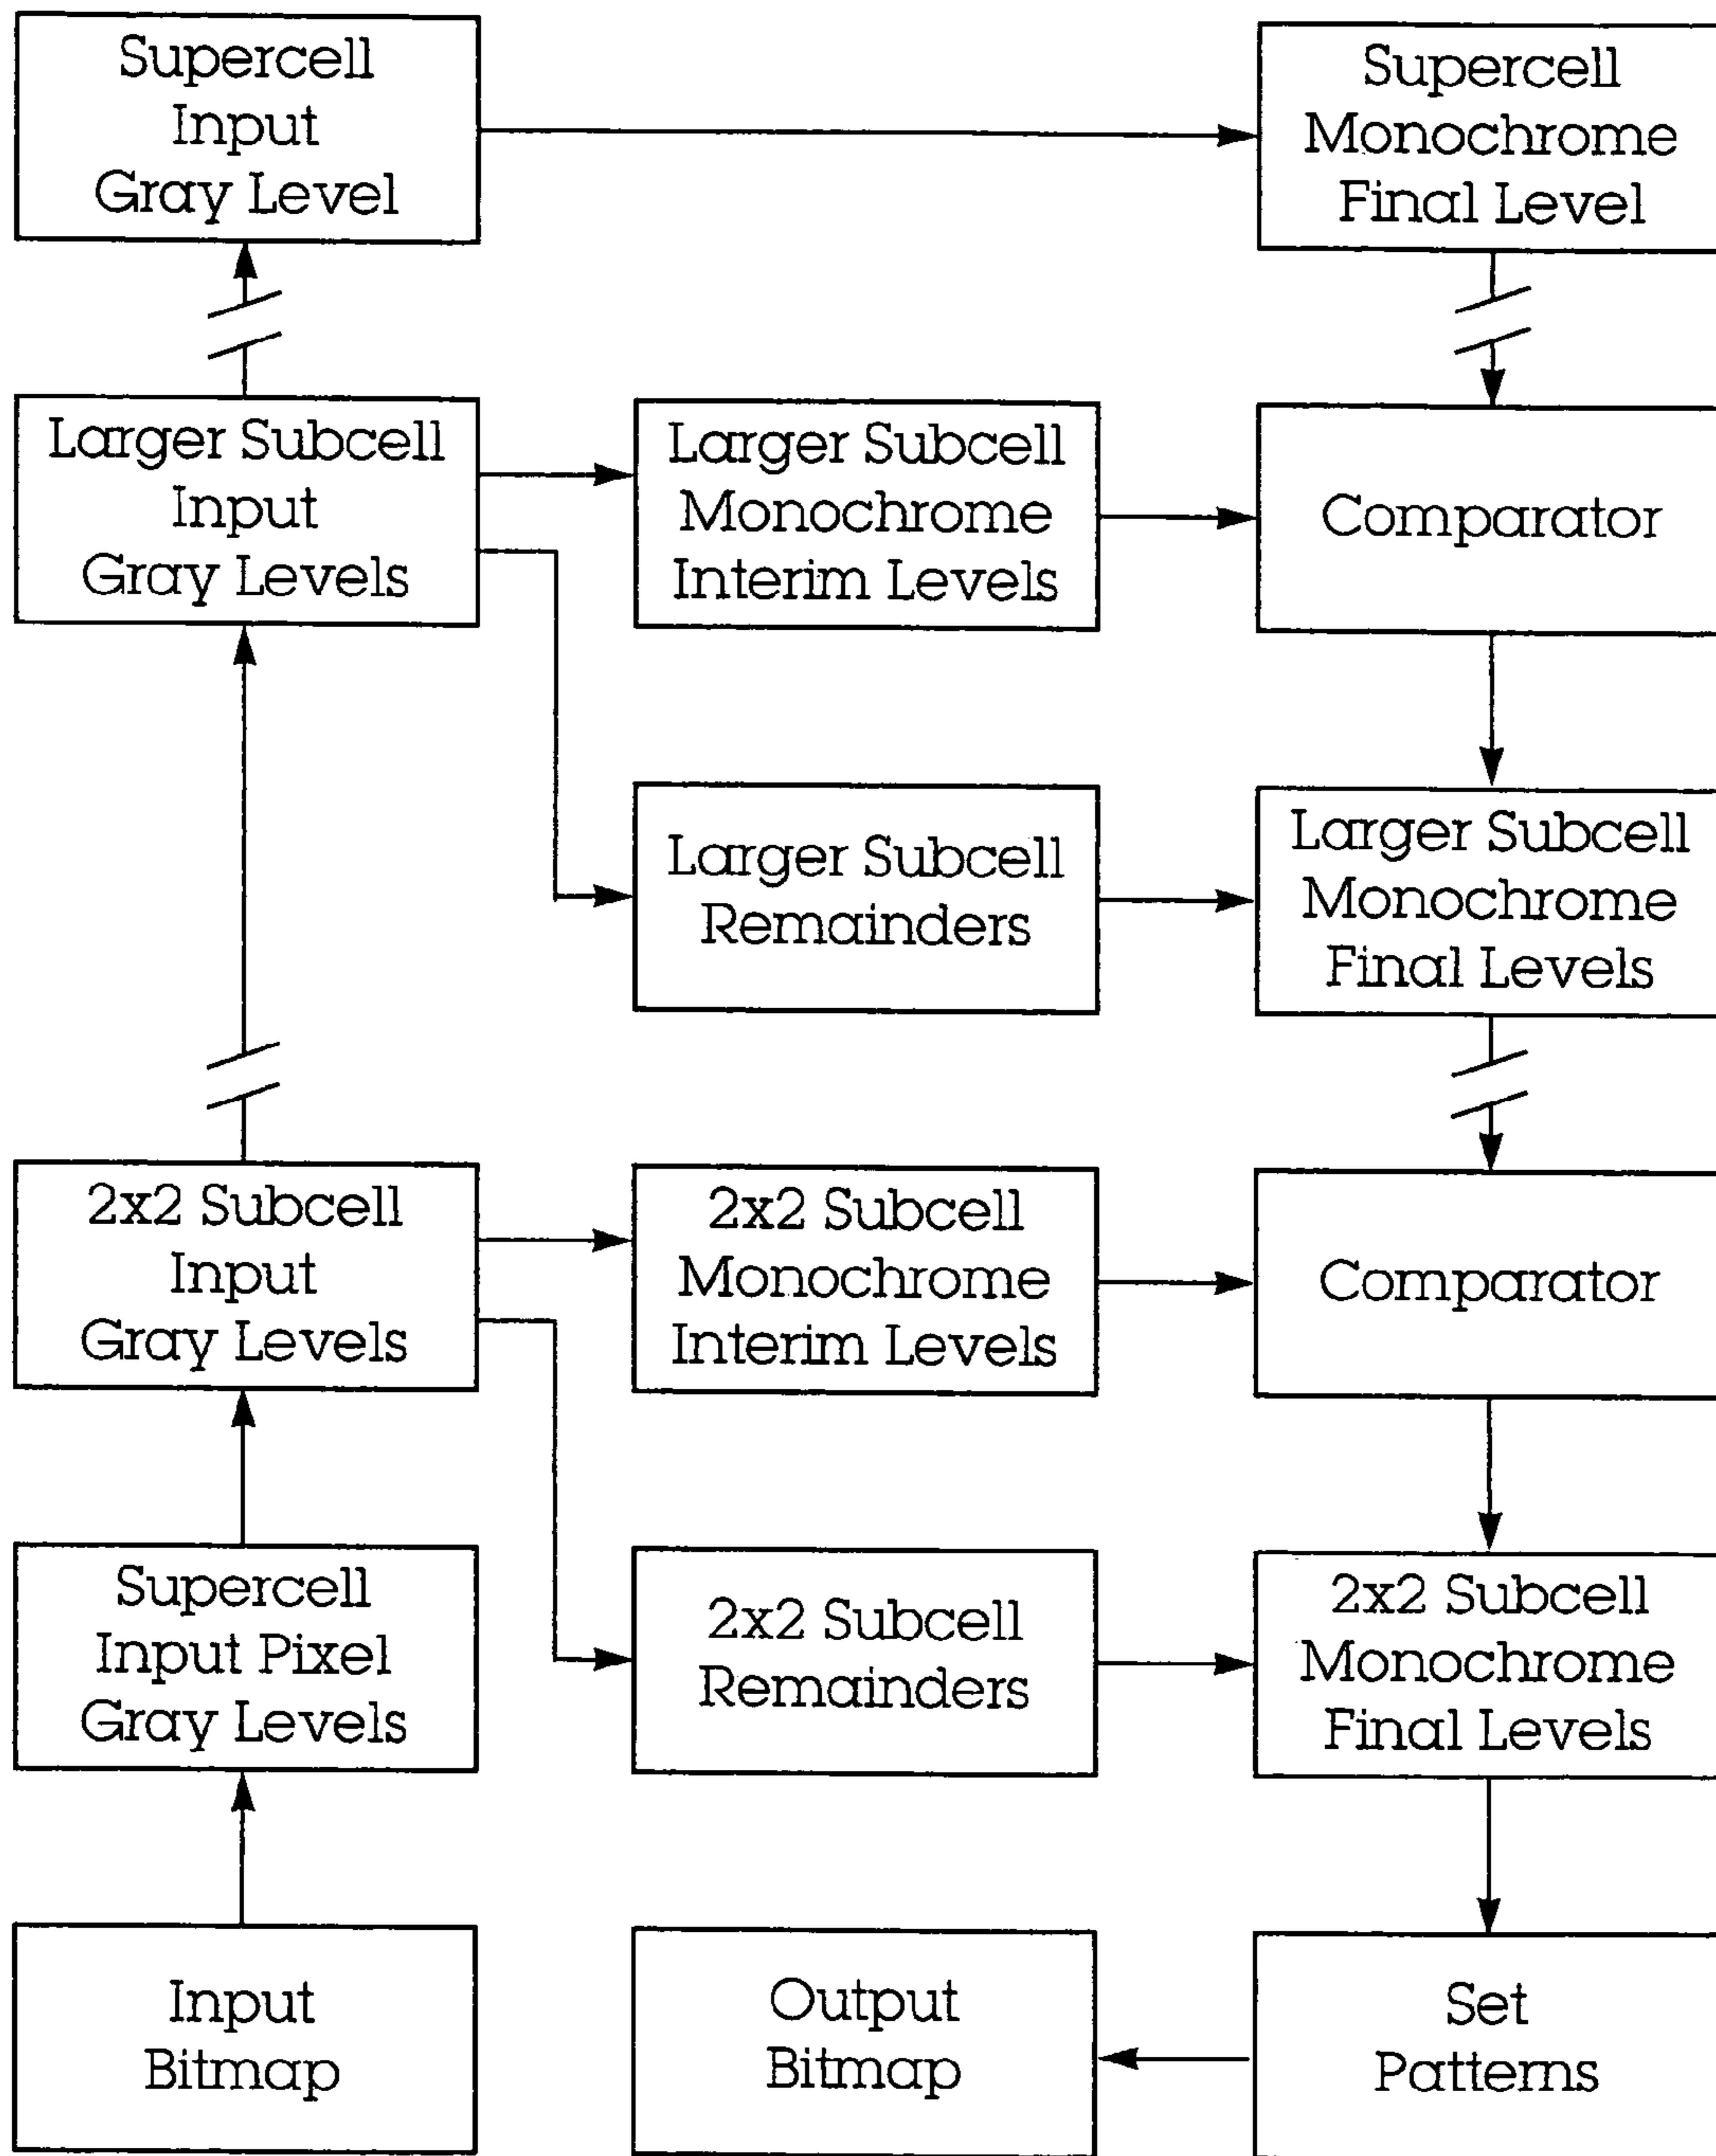 Supercell
Input
Gray Level
Supercell
Monochrome
Final Level
Larger Subcell
Input
Gray Levels
Larger Subcell
Monochrome
Interim Levels
Comparator
Larger Subcell
Remainders
Larger Subcell
Monochrome
Final Levels
2x2 Subcell
Input
Gray Levels
2x2 Subcell
Monochrome
Interim Levels
Comparator
Supercell
Input Pixel
Gray Levels
2x2 Subcell
Remainders
2x2 Subcell
Monochrome
Final Levels
Input
Bitmap
Output
Bitmap
Set
Patterns